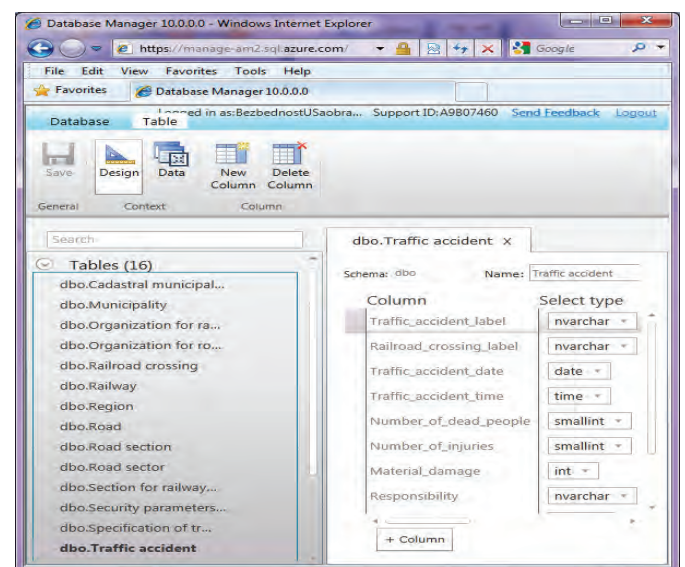 Database Manager 10.0.0.0 - Windows Internet Explorer
https://manage-am2.sql.azure.com/
Google
File Edit View Favorites Tools Help
Favorites
Database Manager 10.0.0.0
Logged in as:BezbednostUSaobra... Support ID:A9B07460 Send Feedback Logout
Database Table
Save Design Data New Column Delete Column
General Context Column
Search
Tables (16)
dbo.Cadastral municipal...
dbo.Municipality
dbo.Organization for ra...
dbo.Organization for ro...
dbo.Railroad crossing
dbo.Railway
dbo.Region
dbo.Road
dbo.Road section
dbo.Road sector
dbo.Section for railway...
dbo.Security parameters...
dbo.Specification of tr...
dbo.Traffic accident
dbo.Traffic accident X
Schema: dbo Name: Traffic accident
Column Select type
Traffic_accident_label nvarchar
Railroad_crossing_label nvarchar
Traffic_accident_date date
Traffic_accident_time time
Number_of_dead_people smallint
Number_of_injuries smallint
Material_damage int
Responsibility nvarchar
+ Column